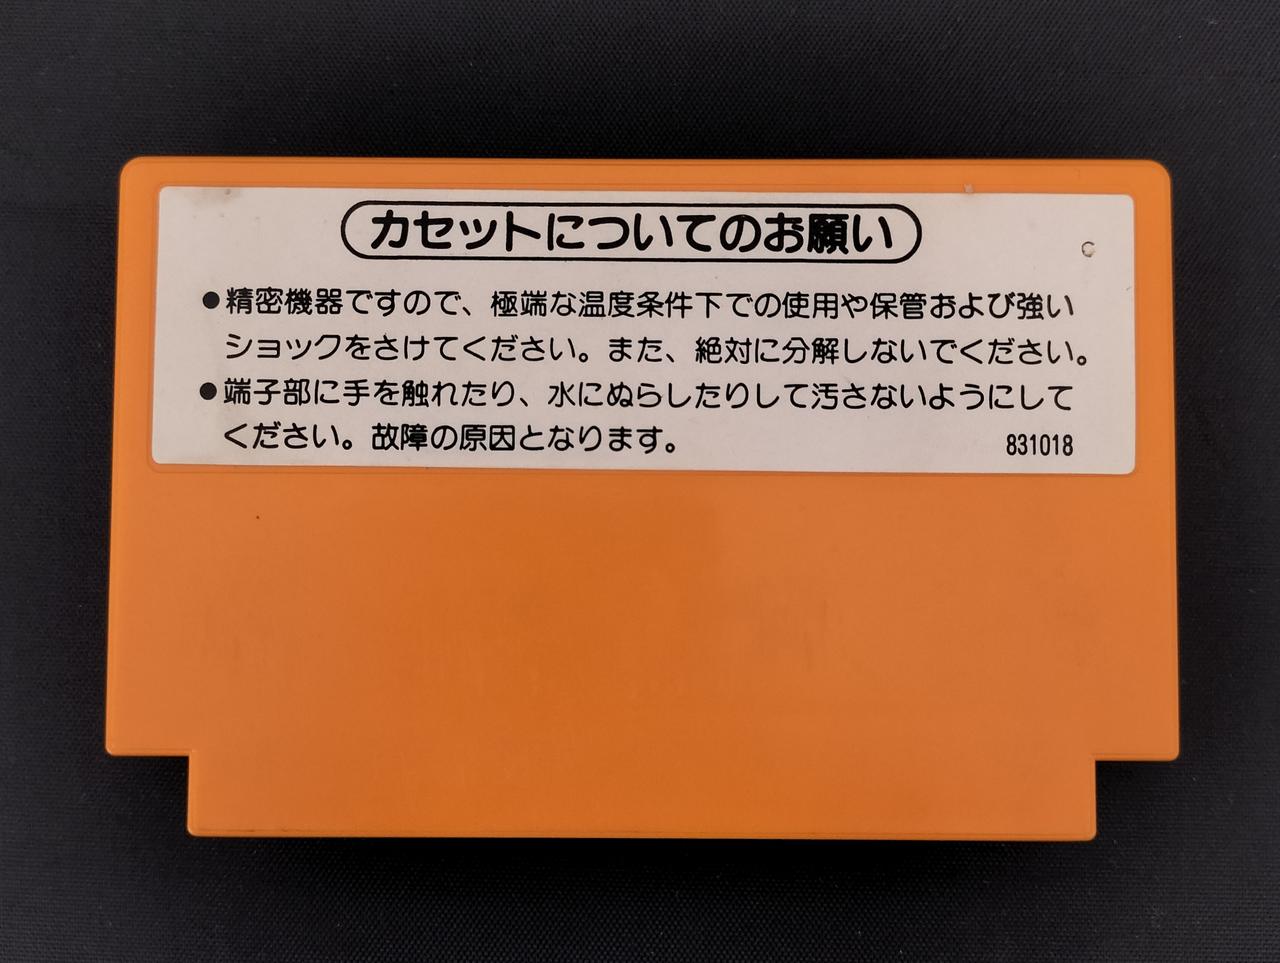 カセットについてのお願い
C
●精密機器ですので、極端な温度条件下での使用や保管および強い
ショックをさけてください。また、絶対に分解しないでください。
●端子部に手を触れたり、水にぬらしたりして汚さないようにして
ください。故障の原因となります。
831018